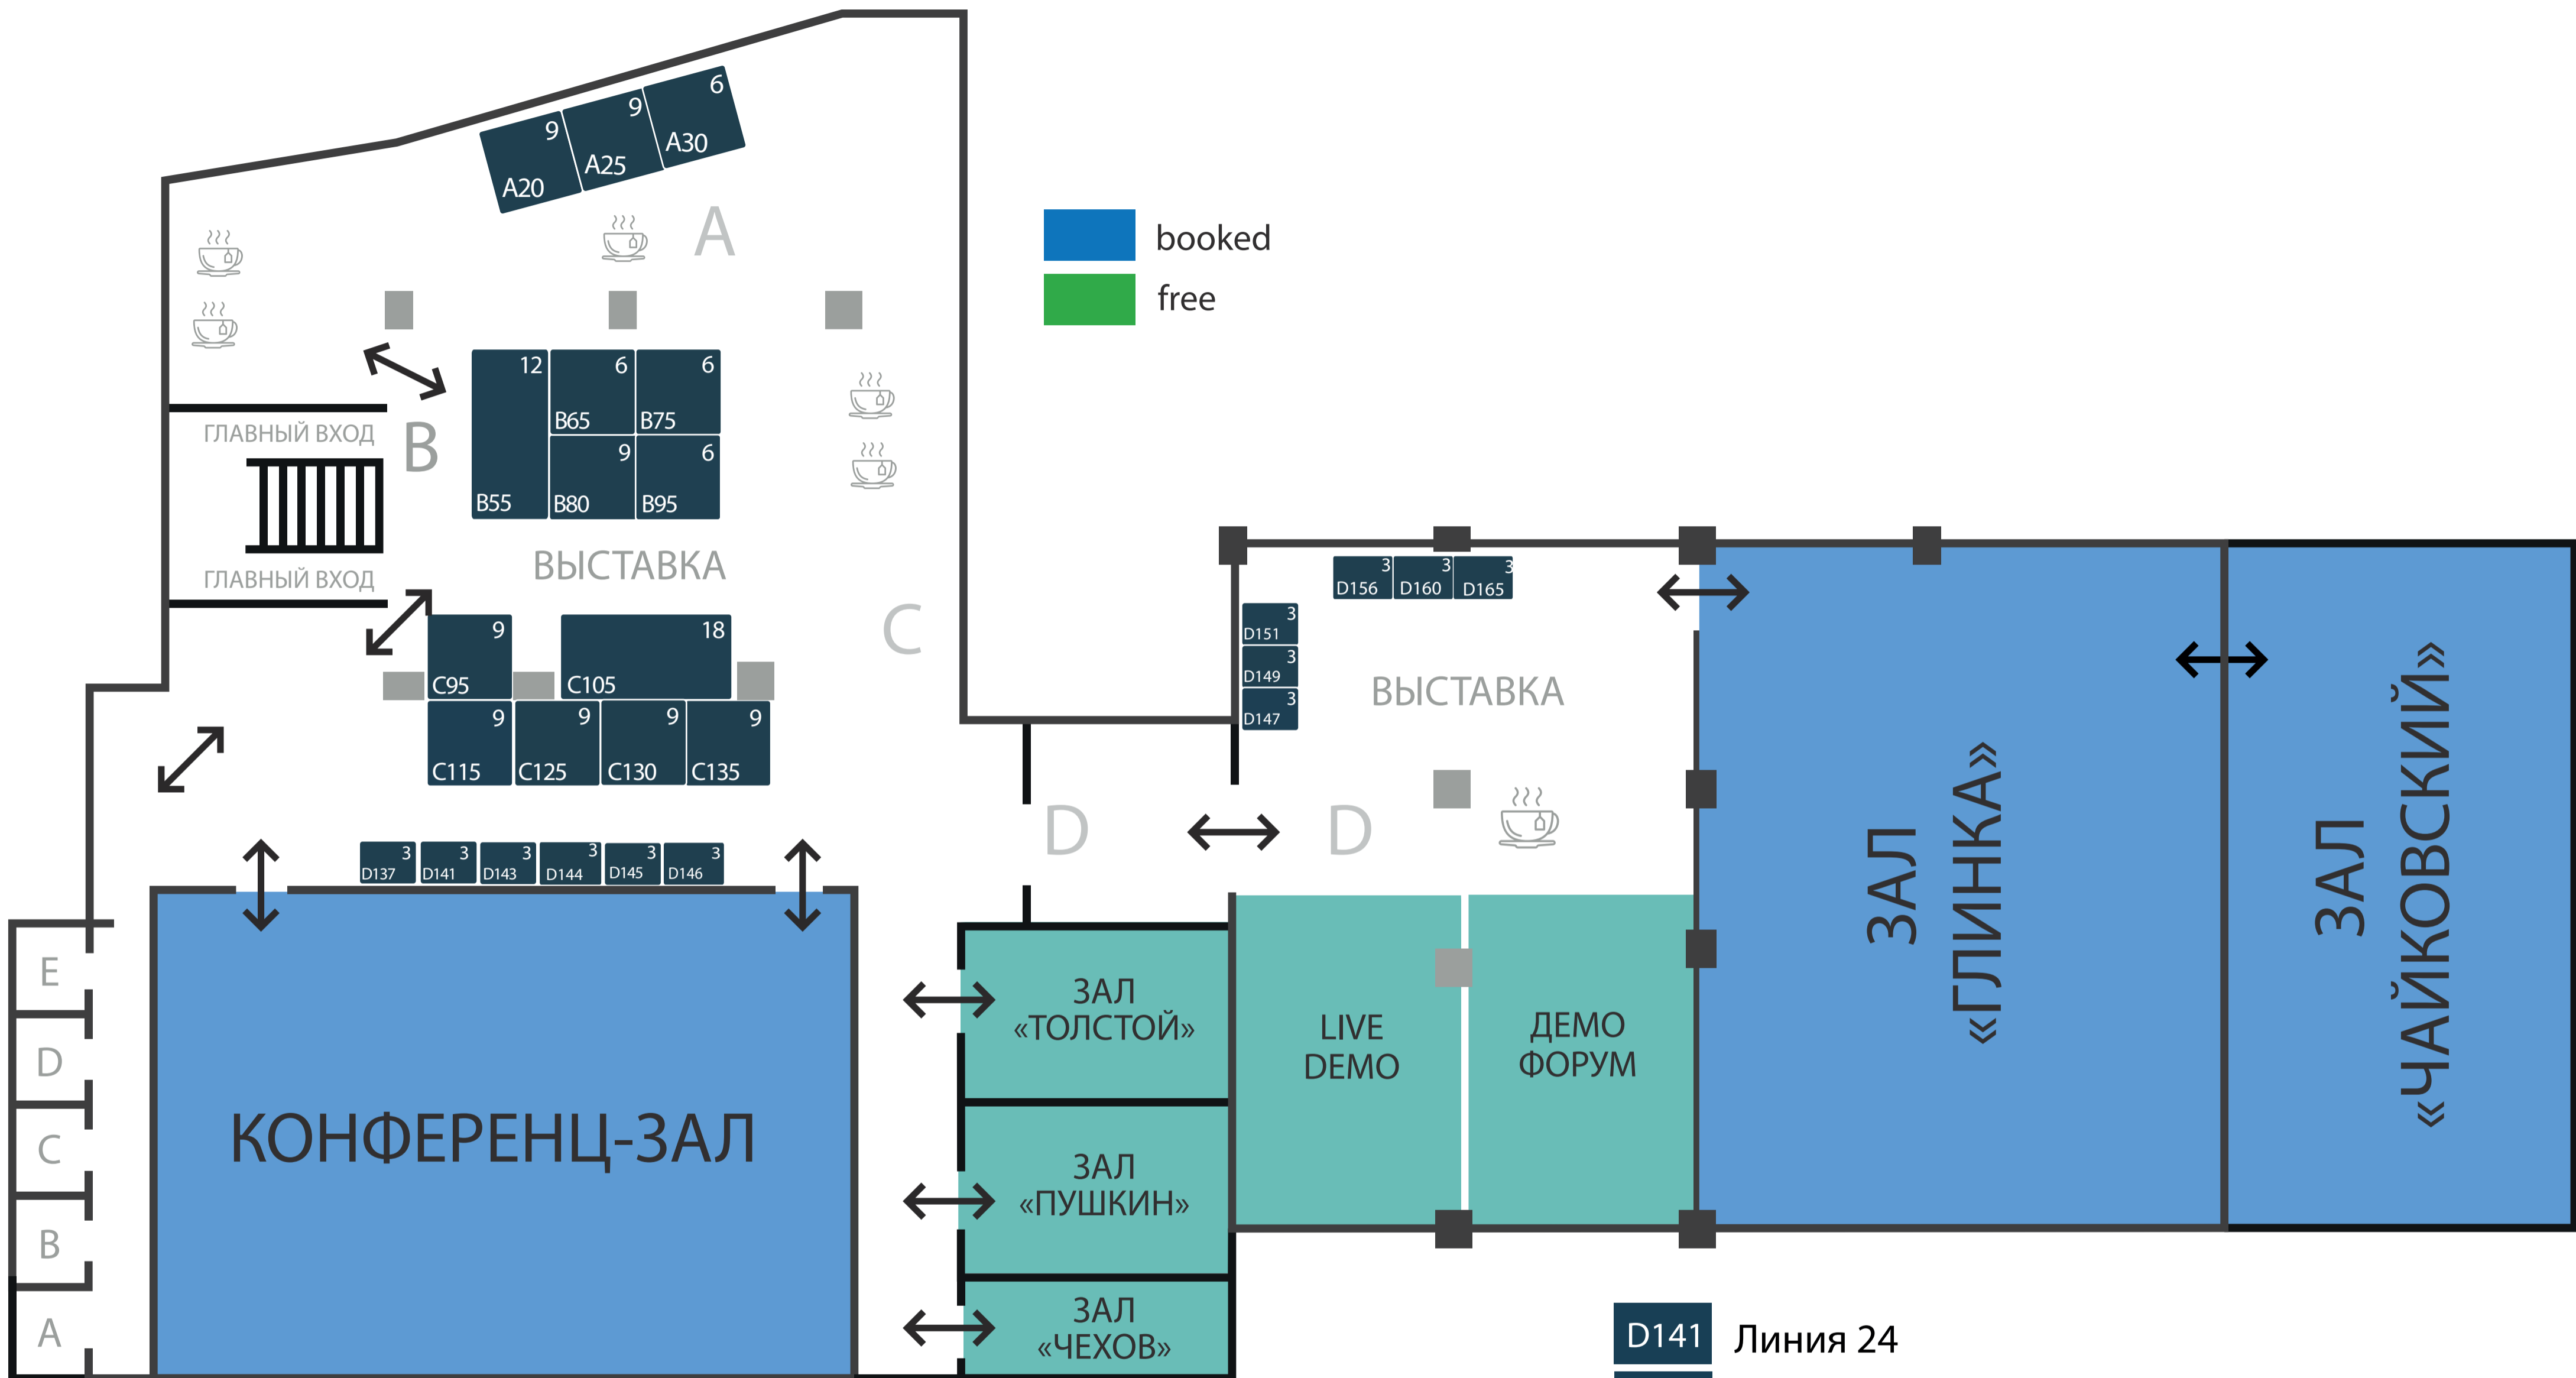 6
9
9
A30
A25
A20
A
booked
free
12
6
6
B65
B75
ГЛАВНЫЙ ВХОД
B
9
6
B55
B80
B95
ВЫСТАВКА
ГЛАВНЫЙ ВХОД
9
18
C
C95
C105
9
9
9
9
C115
C125
C130
C135
3
3
3
D156
D160
D165
3
D151
3
D149
3
D147
ВЫСТАВКА
D
D
3
3
3
3
3
3
D137
D141
D143
D144
D145
D146
E
D
C
B
A
КОНФЕРЕНЦ-ЗАЛ
ЗАЛ
«ТОЛСТОЙ»
ЗАЛ
«ПУШКИН»
ЗАЛ
«ЧЕХОВ»
LIVE
DEMO
ДЕМО
ФОРУМ
ЗАЛ
«ГЛИНКА»
ЗАЛ
«ЧАЙКОВСКИЙ»
D141 Линия 24